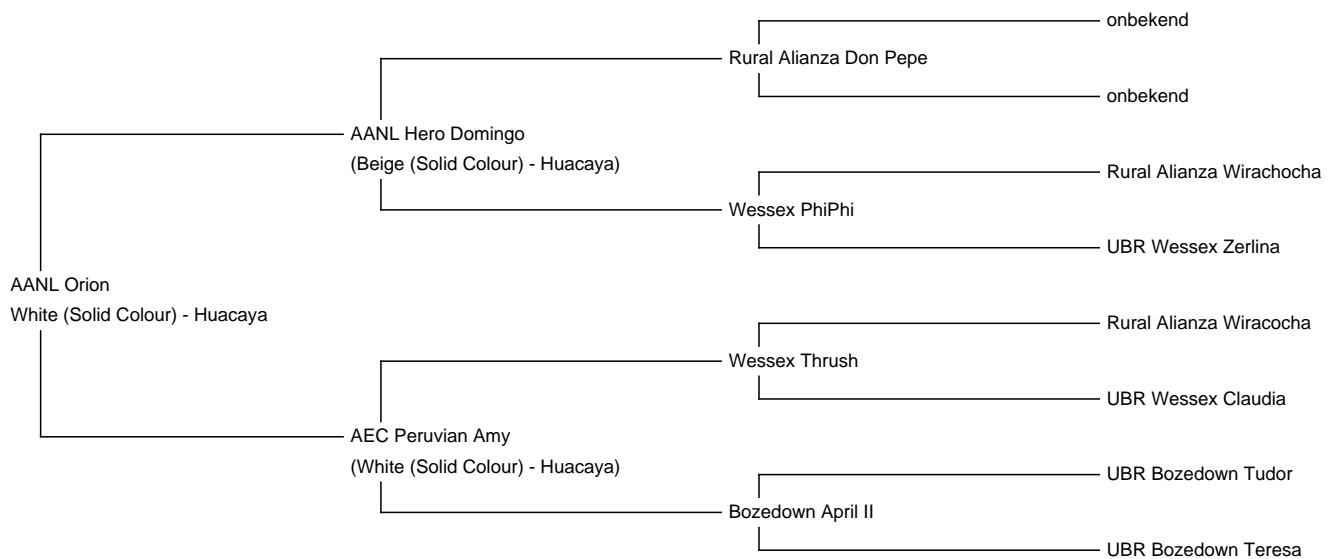 onbekend
Rural Alianza Don Pepe
onbekend
AANL Hero Domingo
(Beige (Solid Colour) - Huacaya)
Rural Alianza Wirachocha
Wessex PhiPhi
UBR Wessex Zerlina
AANL Orion
White (Solid Colour) - Huacaya
Rural Alianza Wiracocha
Wessex Thrush
UBR Wessex Claudia
AEC Peruvian Amy
(White (Solid Colour) - Huacaya)
UBR Bozedown Tudor
Bozedown April II
UBR Bozedown Teresa